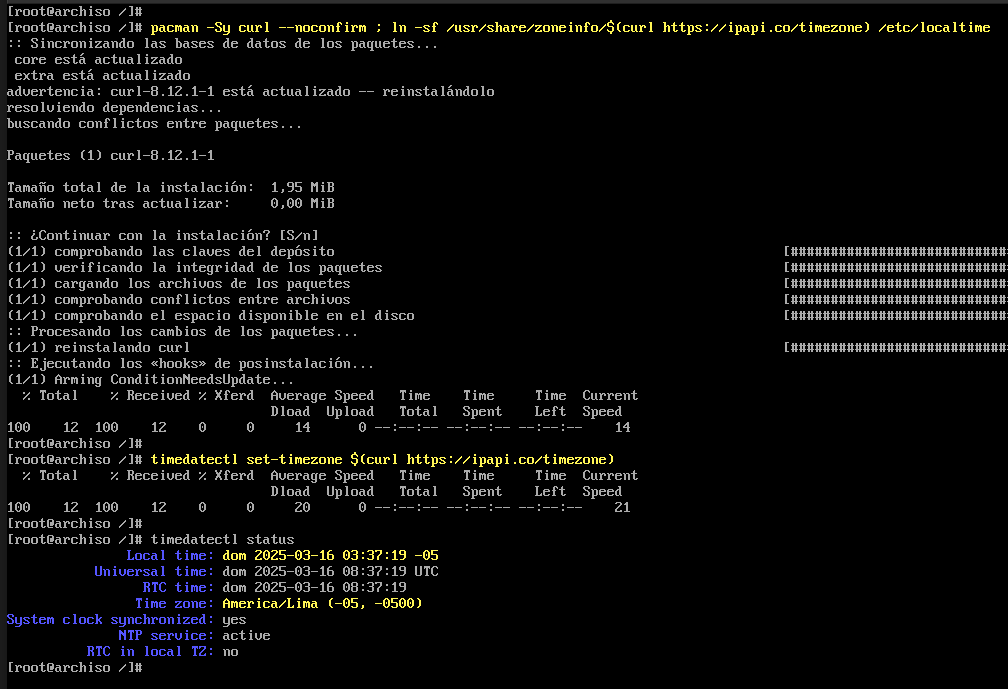 [root@archiso /]#
[root@archiso /]# pacman -Sy curl --noconfirm ; ln -sf /usr/share/zoneinfo/$(curl https://ipapi.co/timezone) /etc/localtime
:: Sincronizando las bases de datos de los paquetes...
 core está actualizado
 extra está actualizado
advertencia: curl-8.12.1-1 está actualizado -- reinstalándolo
resolviendo dependencias...
buscando conflictos entre paquetes...

Paquetes (1) curl-8.12.1-1

Tamaño total de la instalación:  1,95 MiB
Tamaño neto tras actualizar:     0,00 MiB

:: ¿Continuar con la instalación? [S/n]
(1/1) comprobando las claves del depósito [############################
(1/1) verificando la integridad de los paquetes [############################
(1/1) cargando los archivos de los paquetes [############################
(1/1) comprobando conflictos entre archivos [############################
(1/1) comprobando el espacio disponible en el disco [############################
:: Procesando los cambios de los paquetes...
(1/1) reinstalando curl [############################
:: Ejecutando los «hooks» de posinstalación...
(1/1) Arming ConditionNeedsUpdate...
  % Total    % Received % Xferd  Average Speed   Time    Time     Time  Current
                                 Dload  Upload   Total   Spent    Left  Speed
100    12  100    12    0     0     14      0 --:--:-- --:--:-- --:--:--    14
[root@archiso /]#
[root@archiso /]# timedatectl set-timezone $(curl https://ipapi.co/timezone)
  % Total    % Received % Xferd  Average Speed   Time    Time     Time  Current
                                 Dload  Upload   Total   Spent    Left  Speed
100    12  100    12    0     0     20      0 --:--:-- --:--:-- --:--:--    21
[root@archiso /]#
[root@archiso /]# timedatectl status
               Local time: dom 2025-03-16 03:37:19 -05
           Universal time: dom 2025-03-16 08:37:19 UTC
                 RTC time: dom 2025-03-16 08:37:19
                Time zone: America/Lima (-05, -0500)
System clock synchronized: yes
              NTP service: active
          RTC in local TZ: no
[root@archiso /]#